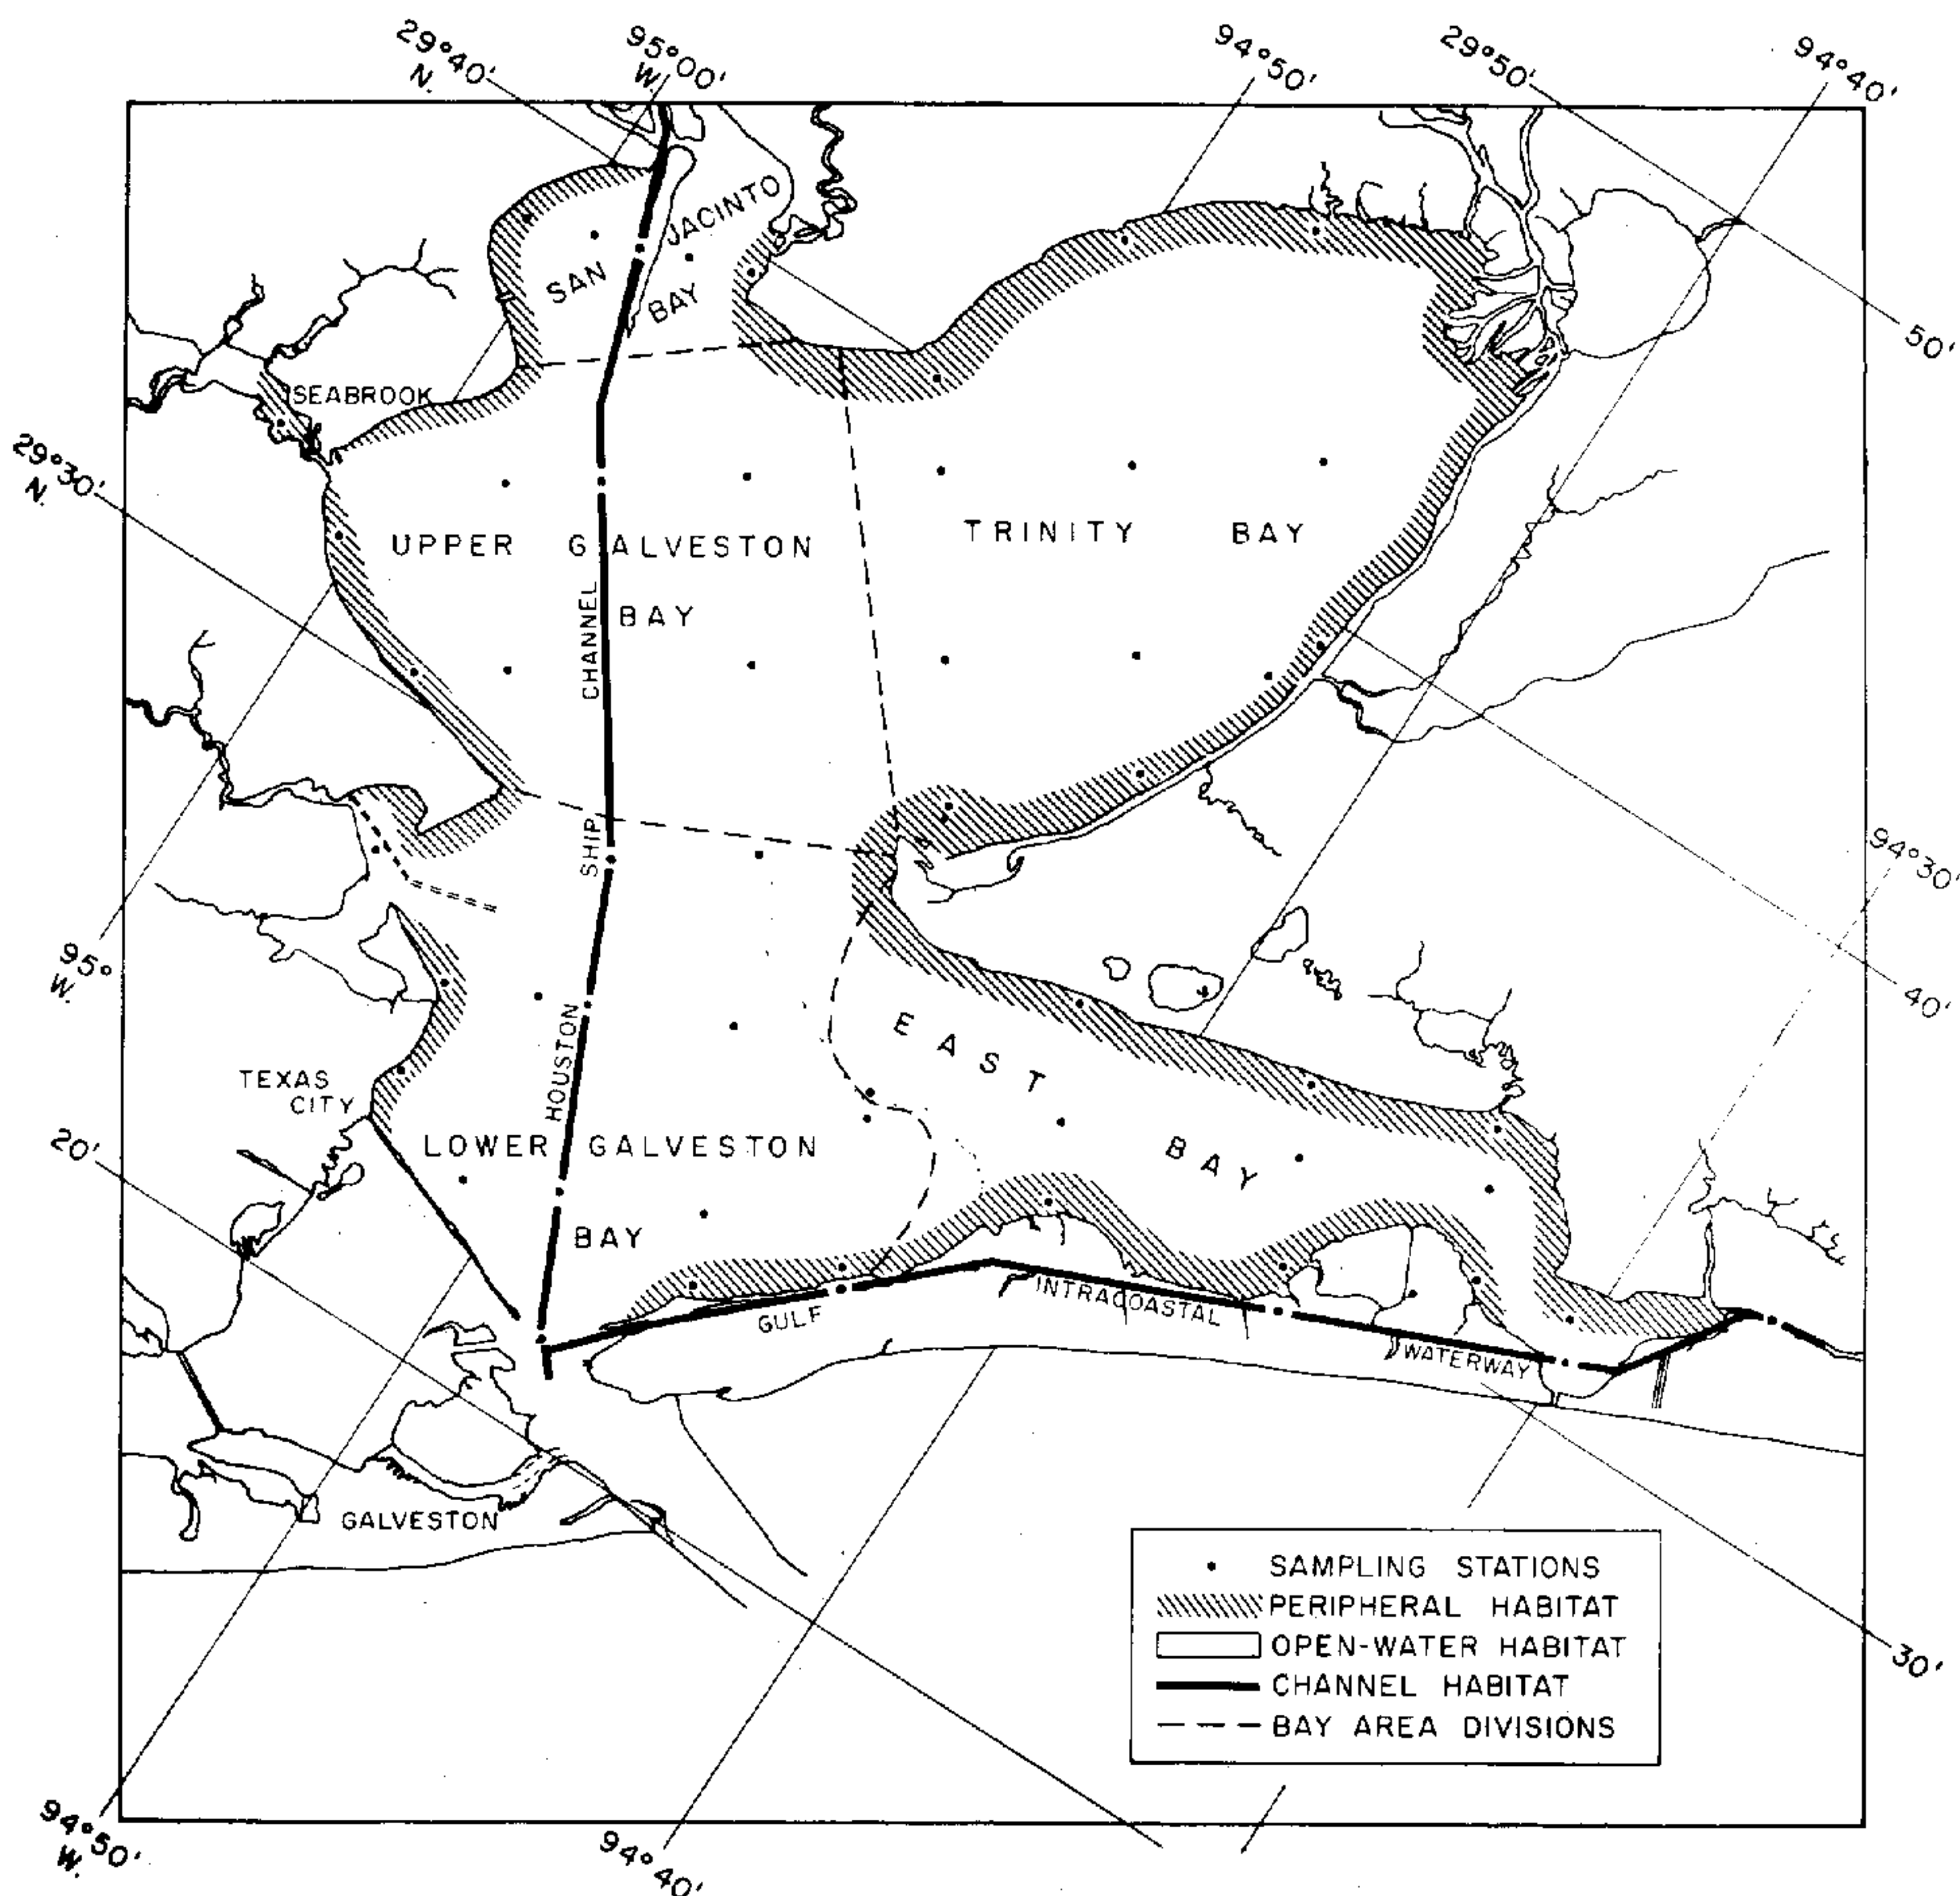 29°40'
N.
95°00'
W.
94°50'
29°50'
94°40'
SAN
JACINTO
BAY
SEABROOK
50'
29°30'
N.
UPPER GALVESTON
BAY
TRINITY BAY
CHANNEL
SHIP
HOUSTON
94°30'
95°
W.
40'
EAST
BAY
TEXAS
CITY
20'
LOWER GALVESTON
BAY
GULF
INTRACOASTAL
WATERWAY
GALVESTON
SAMPLING STATIONS
PERIPHERAL HABITAT
OPEN-WATER HABITAT
CHANNEL HABITAT
BAY AREA DIVISIONS
30'
94°50'
W.
94°40'